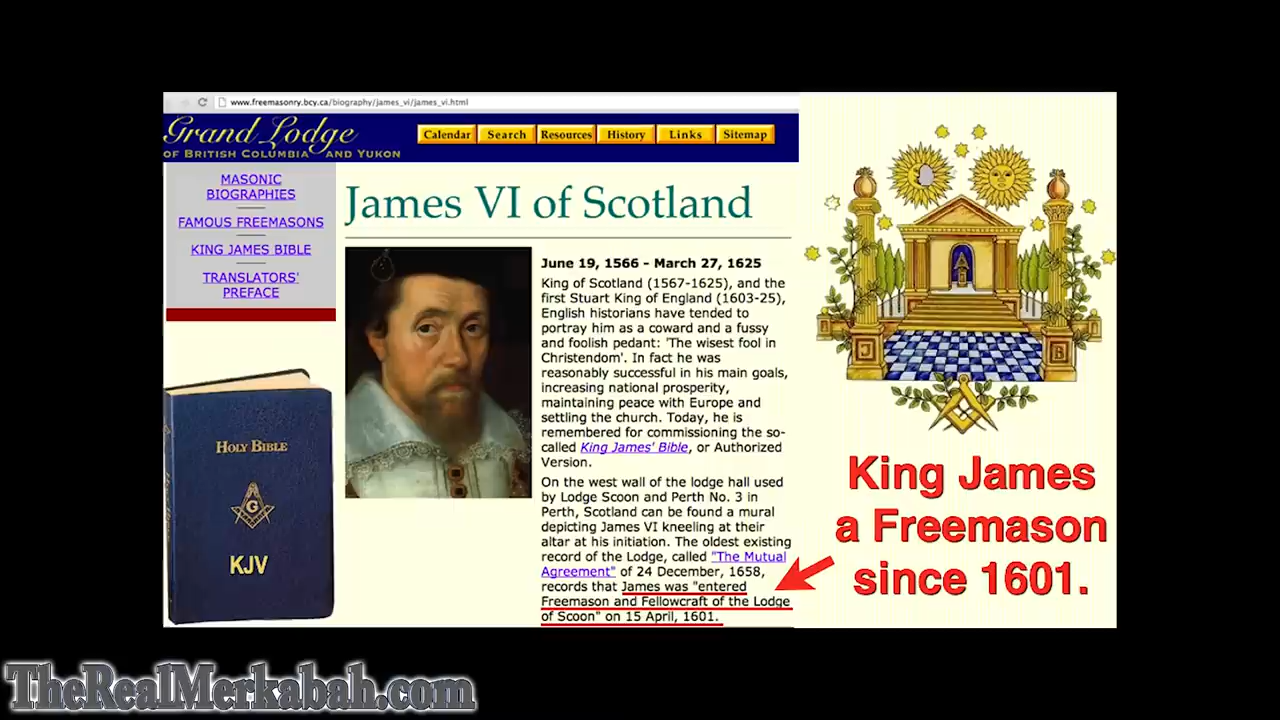 www.freemasonry.bcy.ca/biography/james_vi/james_vi.html
Grand Lodge
OF BRITISH COLUMBIA AND YUKON
Calendar Search Resources History Links Sitemap
MASONIC
BIOGRAPHIES
FAMOUS FREEMASONS
KING JAMES BIBLE
TRANSLATORS'
PREFACE
James VI of Scotland
June 19, 1566 - March 27, 1625
King of Scotland (1567-1625), and the
first Stuart King of England (1603-25),
English historians have tended to
portray him as a coward and a fussy
and foolish pedant: 'The wisest fool in
Christendom'. In fact he was
reasonably successful in his main goals,
increasing national prosperity,
maintaining peace with Europe and
settling the church. Today, he is
remembered for commissioning the so-
called King James' Bible, or Authorized
Version.
On the west wall of the lodge hall used
by Lodge Scoon and Perth No. 3 in
Perth, Scotland can be found a mural
depicting James VI kneeling at their
altar at his initiation. The oldest existing
record of the Lodge, called "The Mutual
Agreement" of 24 December, 1658,
records that James was "entered
Freemason and Fellowcraft of the Lodge
of Scoon" on 15 April, 1601.
HOLY BIBLE
G
KJV
J B
King James
a Freemason
since 1601.
TheRealMerkabah.com